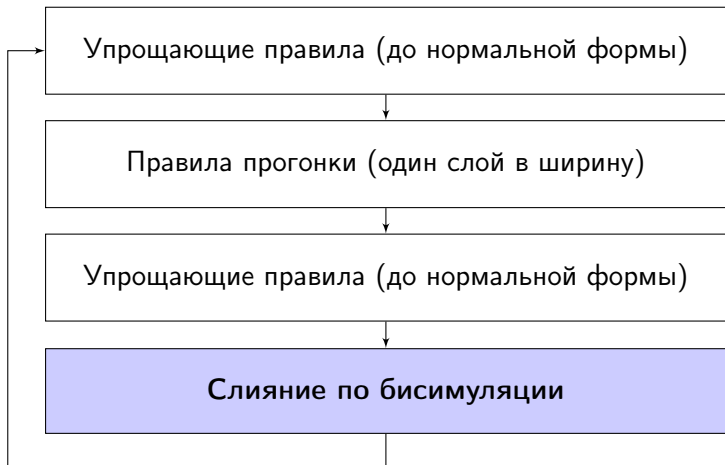 Упрощающие правила (до нормальной формы)
Правила прогонки (один слой в ширину)
Упрощающие правила (до нормальной формы)
Слияние по бисимуляции